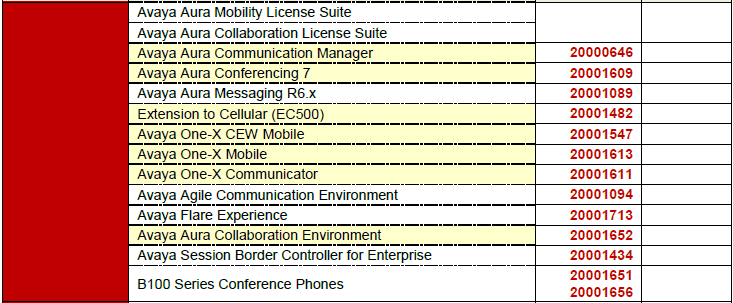 Avaya Aura Mobility License Suite
Avaya Aura Collaboration License Suite
Avaya Aura Communication Manager 20000646
Avaya Aura Conferencing 7 20001609
Avaya Aura Messaging R6.x 20001089
Extension to Cellular (EC500) 20001482
Avaya One-X CEW Mobile 20001547
Avaya One-X Mobile 20001613
Avaya One-X Communicator 20001611
Avaya Agile Communication Environment 20001094
Avaya Flare Experience 20001713
Avaya Aura Collaboration Environment 20001652
Avaya Session Border Controller for Enterprise 20001434
B100 Series Conference Phones 20001651
20001656